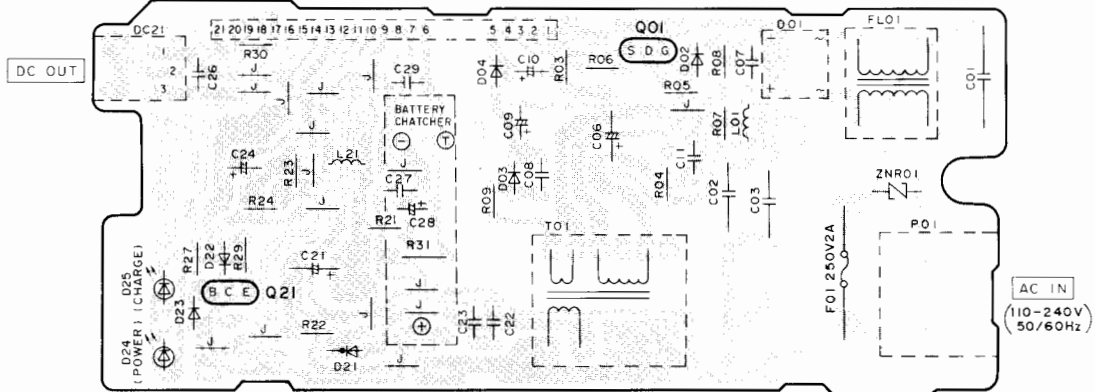 DC21
21 20 19 18 17 16 15 14 13 12 11 10 9 8 7 6
5 4 3 2 1
Q01
S D G
D01
FL01
DC OUT
1
2
3
C26
R30
J
J
J
J
J
C29
D04
C10
R03
R06
D02
R08
C07
C01
R05
J
BATTERY
CHATCHER
− T
J
C09
C06
R07
L01
C24
R23
J
L21
J
C27
D03
C08
R04
C11
C02
C03
ZNR01
R24
J
C28
R09
R21
T01
P01
R31
F01 250V2A
R27
D22
R29
C21
D25
(CHARGE)
B C E
Q21
D23
J
J
J
AC IN
(110-240V
50/60Hz)
D24
(POWER)
J
J
R22
+
C23
C22
D21
J